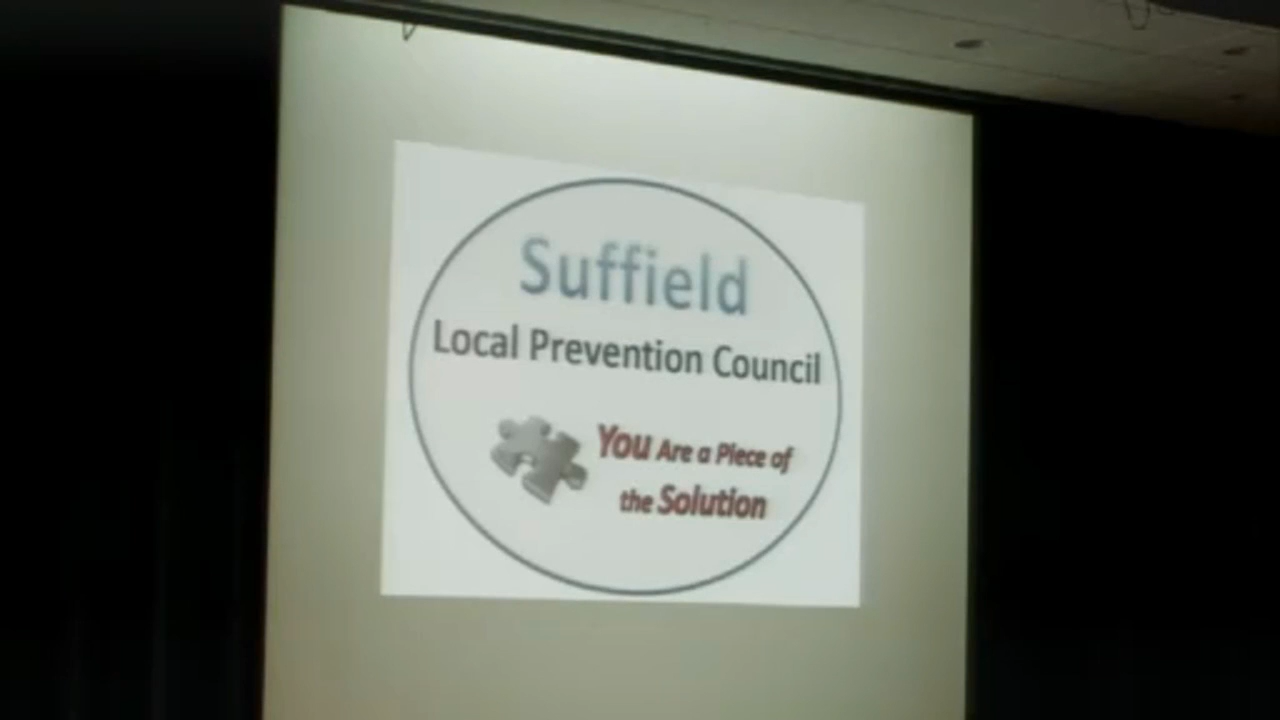 Suffield
Local Prevention Council
You Are a Piece of
the Solution